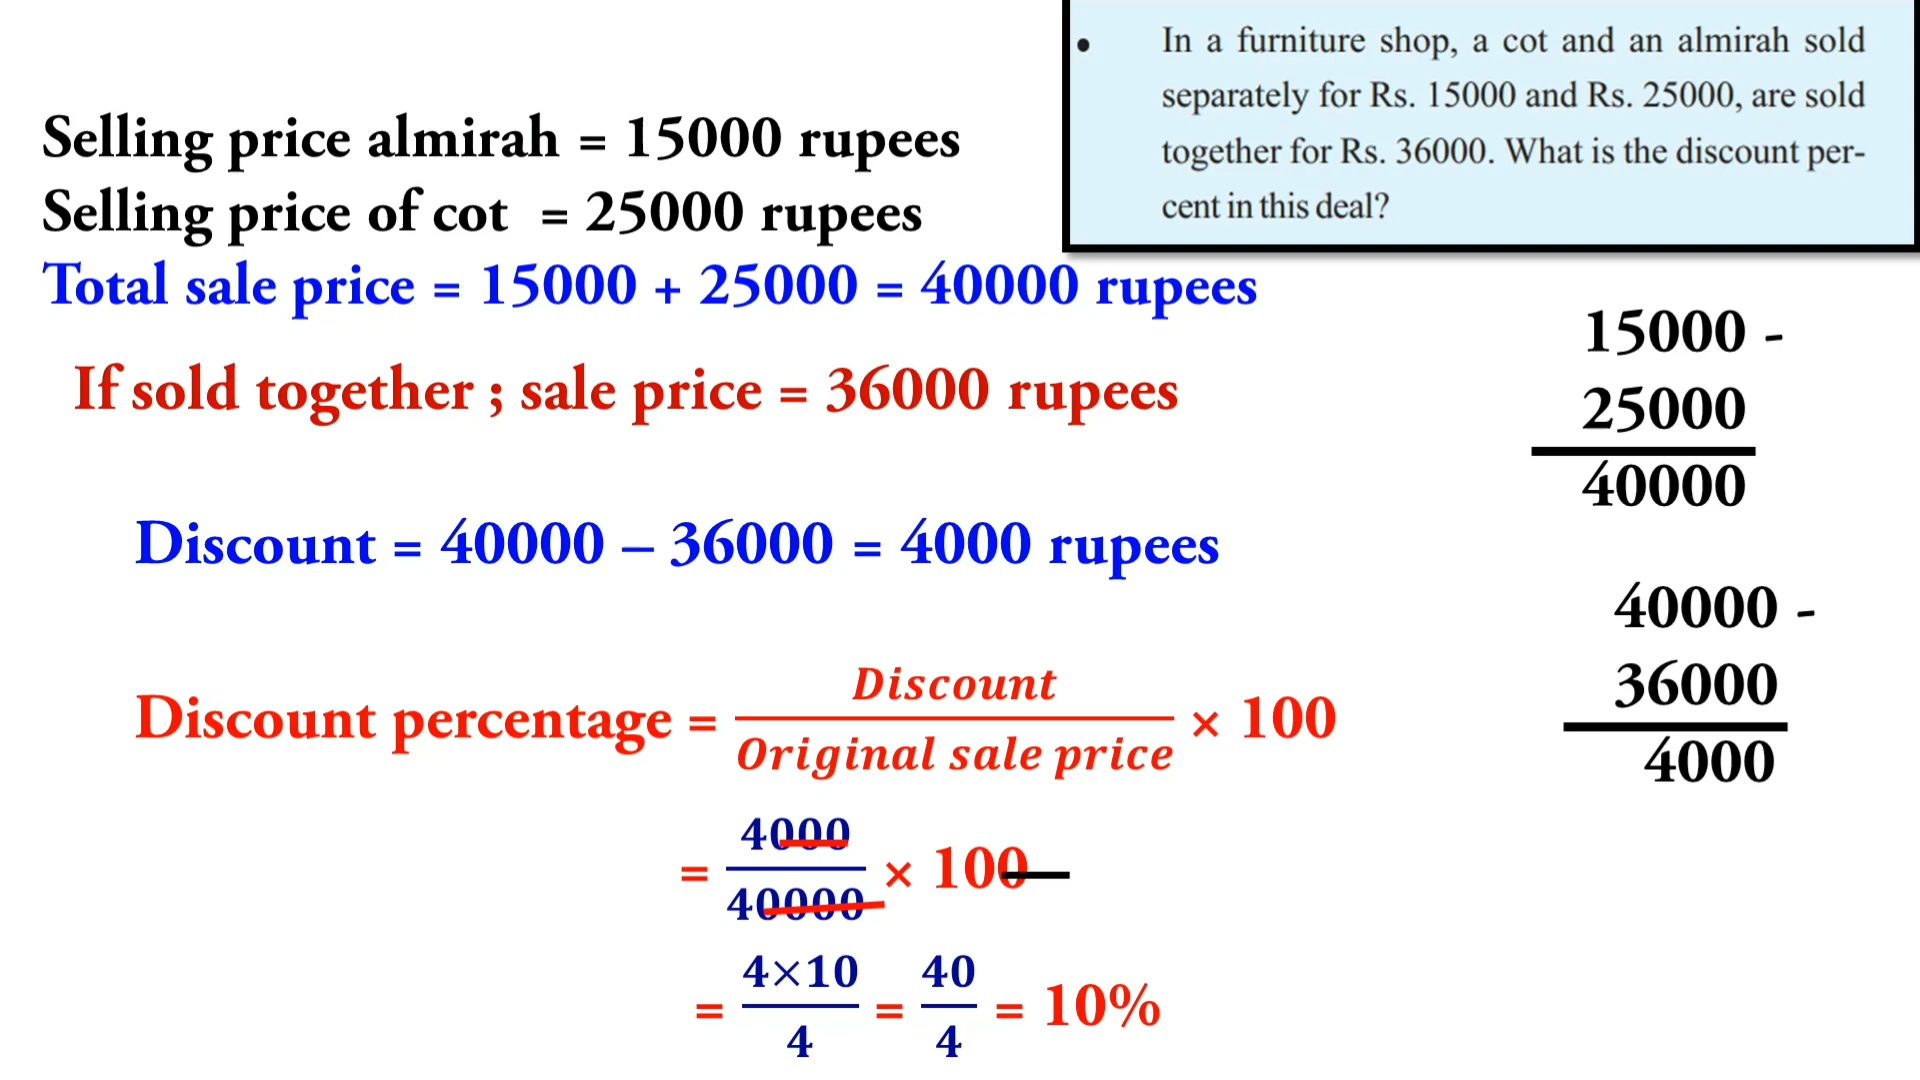 • In a furniture shop, a cot and an almirah sold
separately for Rs. 15000 and Rs. 25000, are sold
together for Rs. 36000. What is the discount per-
cent in this deal?
Selling price almirah = 15000 rupees
Selling price of cot = 25000 rupees
Total sale price = 15000 + 25000 = 40000 rupees
If sold together ; sale price = 36000 rupees
Discount = 40000 – 36000 = 4000 rupees
Discount percentage = Discount / Original sale price × 100
= 4000 / 40000 × 100
= 4×10 / 4 = 40 / 4 = 10%
15000 -
25000
40000
40000 -
36000
4000